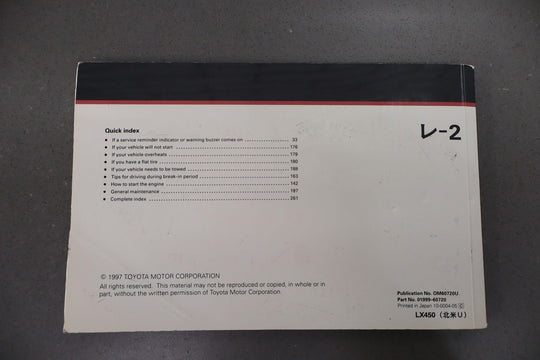 Quick index
レ-2
● If a service reminder indicator or warning buzzer comes on 33
● If your vehicle will not start 176
● If your vehicle overheats 179
● If you have a flat tire 180
● If your vehicle needs to be towed 188
● Tips for driving during break-in period 163
● How to start the engine 142
● General maintenance 197
● Complete index 261
© 1997 TOYOTA MOTOR CORPORATION
All rights reserved. This material may not be reproduced or copied, in whole or in
part, without the written permission of Toyota Motor Corporation.
Publication No. OM60720U
Part No. 01999-60720
Printed in Japan 10-0004-05 Ⓒ
LX450 (北米U)